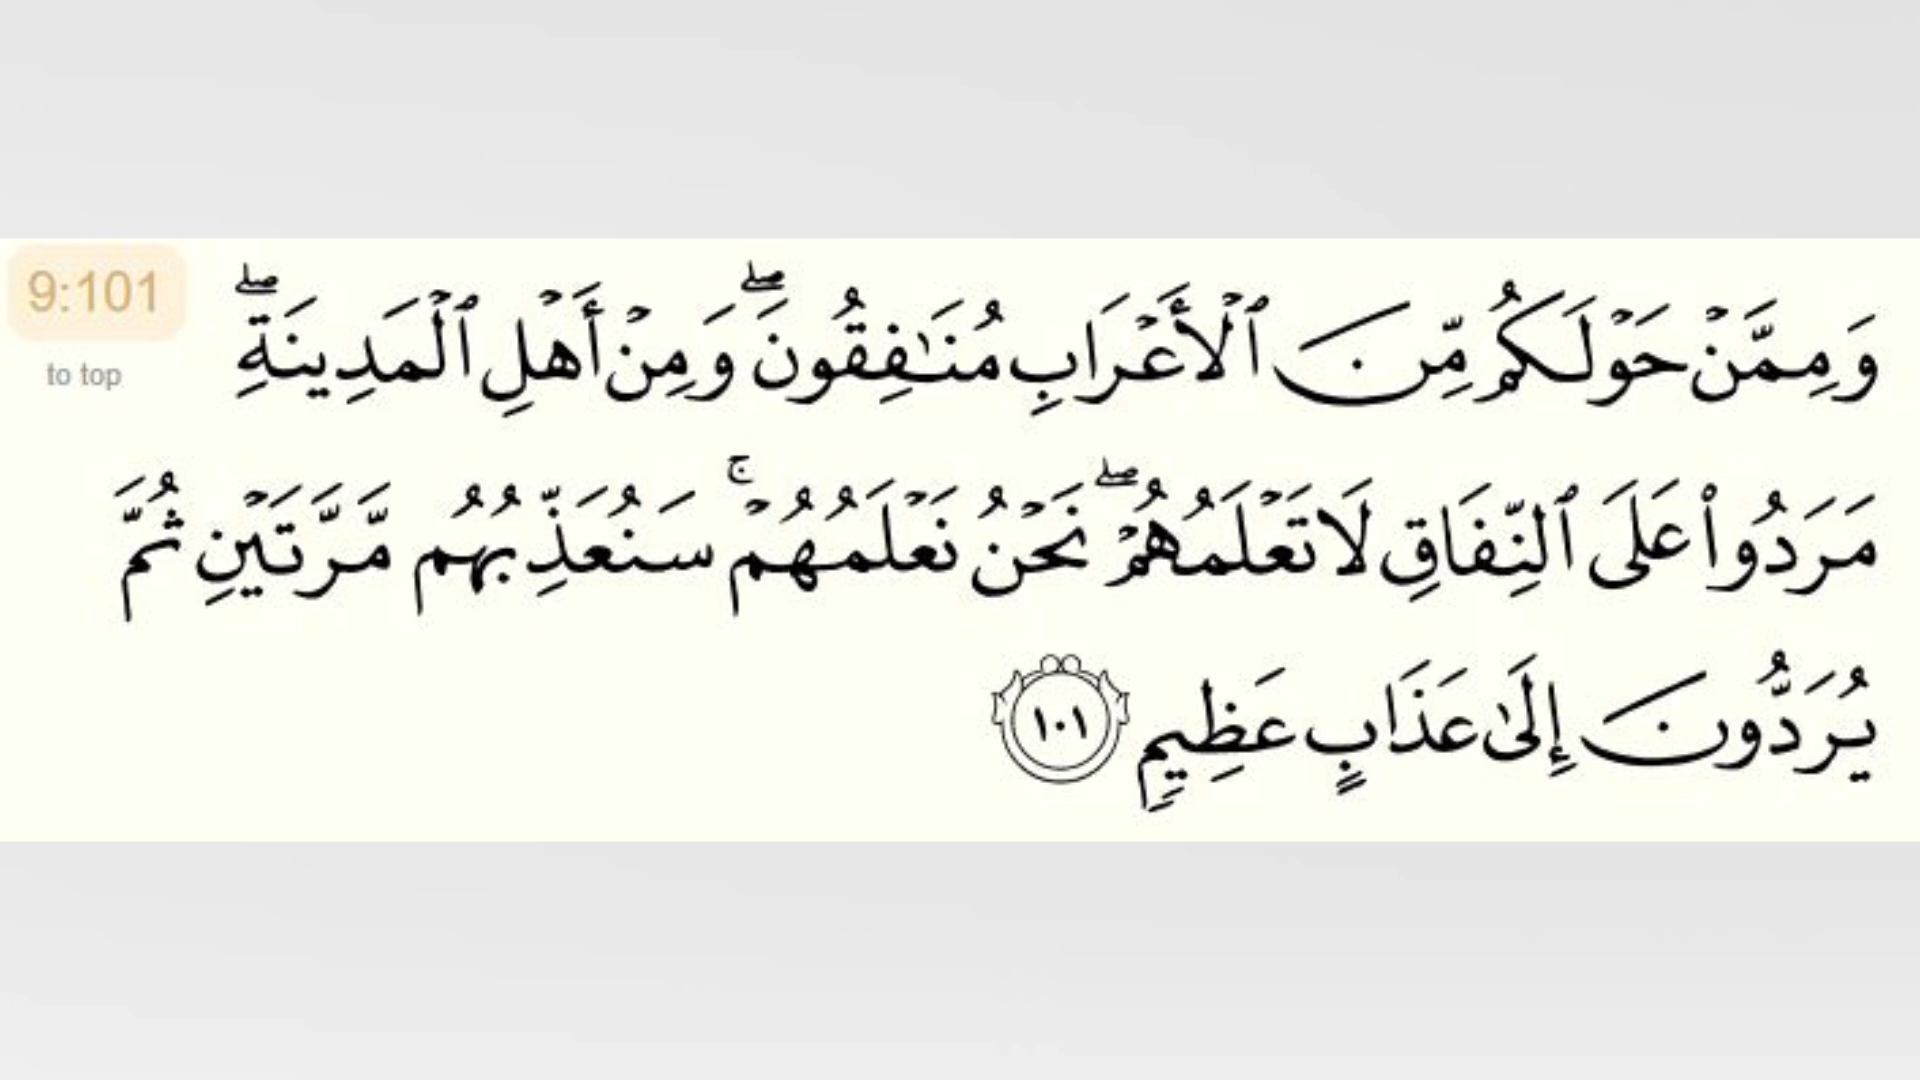 9:101
to top
وَمِمَّنْ حَوْلَكُم مِّنَ ٱلْأَعْرَابِ مُنَٰفِقُونَ ۖ وَمِنْ أَهْلِ ٱلْمَدِينَةِ ۖ
مَرَدُوا۟ عَلَى ٱلنِّفَاقِ لَا تَعْلَمُهُمْ ۖ نَحْنُ نَعْلَمُهُمْ ۚ سَنُعَذِّبُهُم مَّرَّتَيْنِ ثُمَّ
يُرَدُّونَ إِلَىٰ عَذَابٍ عَظِيمٍ ١٠١